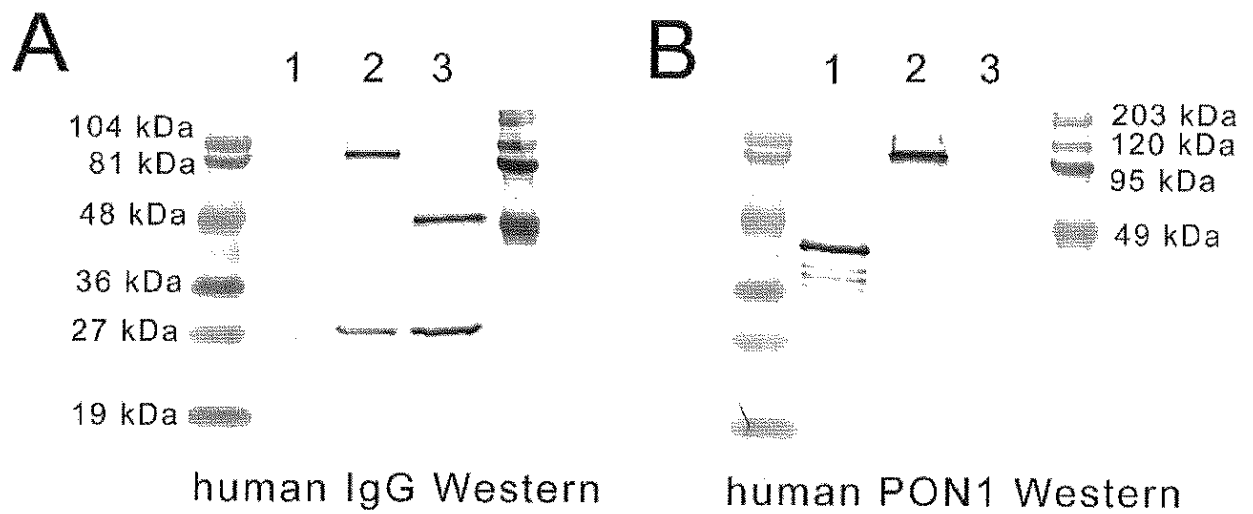 A
1 2 3
104 kDa
81 kDa
48 kDa
36 kDa
27 kDa
19 kDa
human IgG Western
B
1 2 3
203 kDa
120 kDa
95 kDa
49 kDa
human PON1 Western